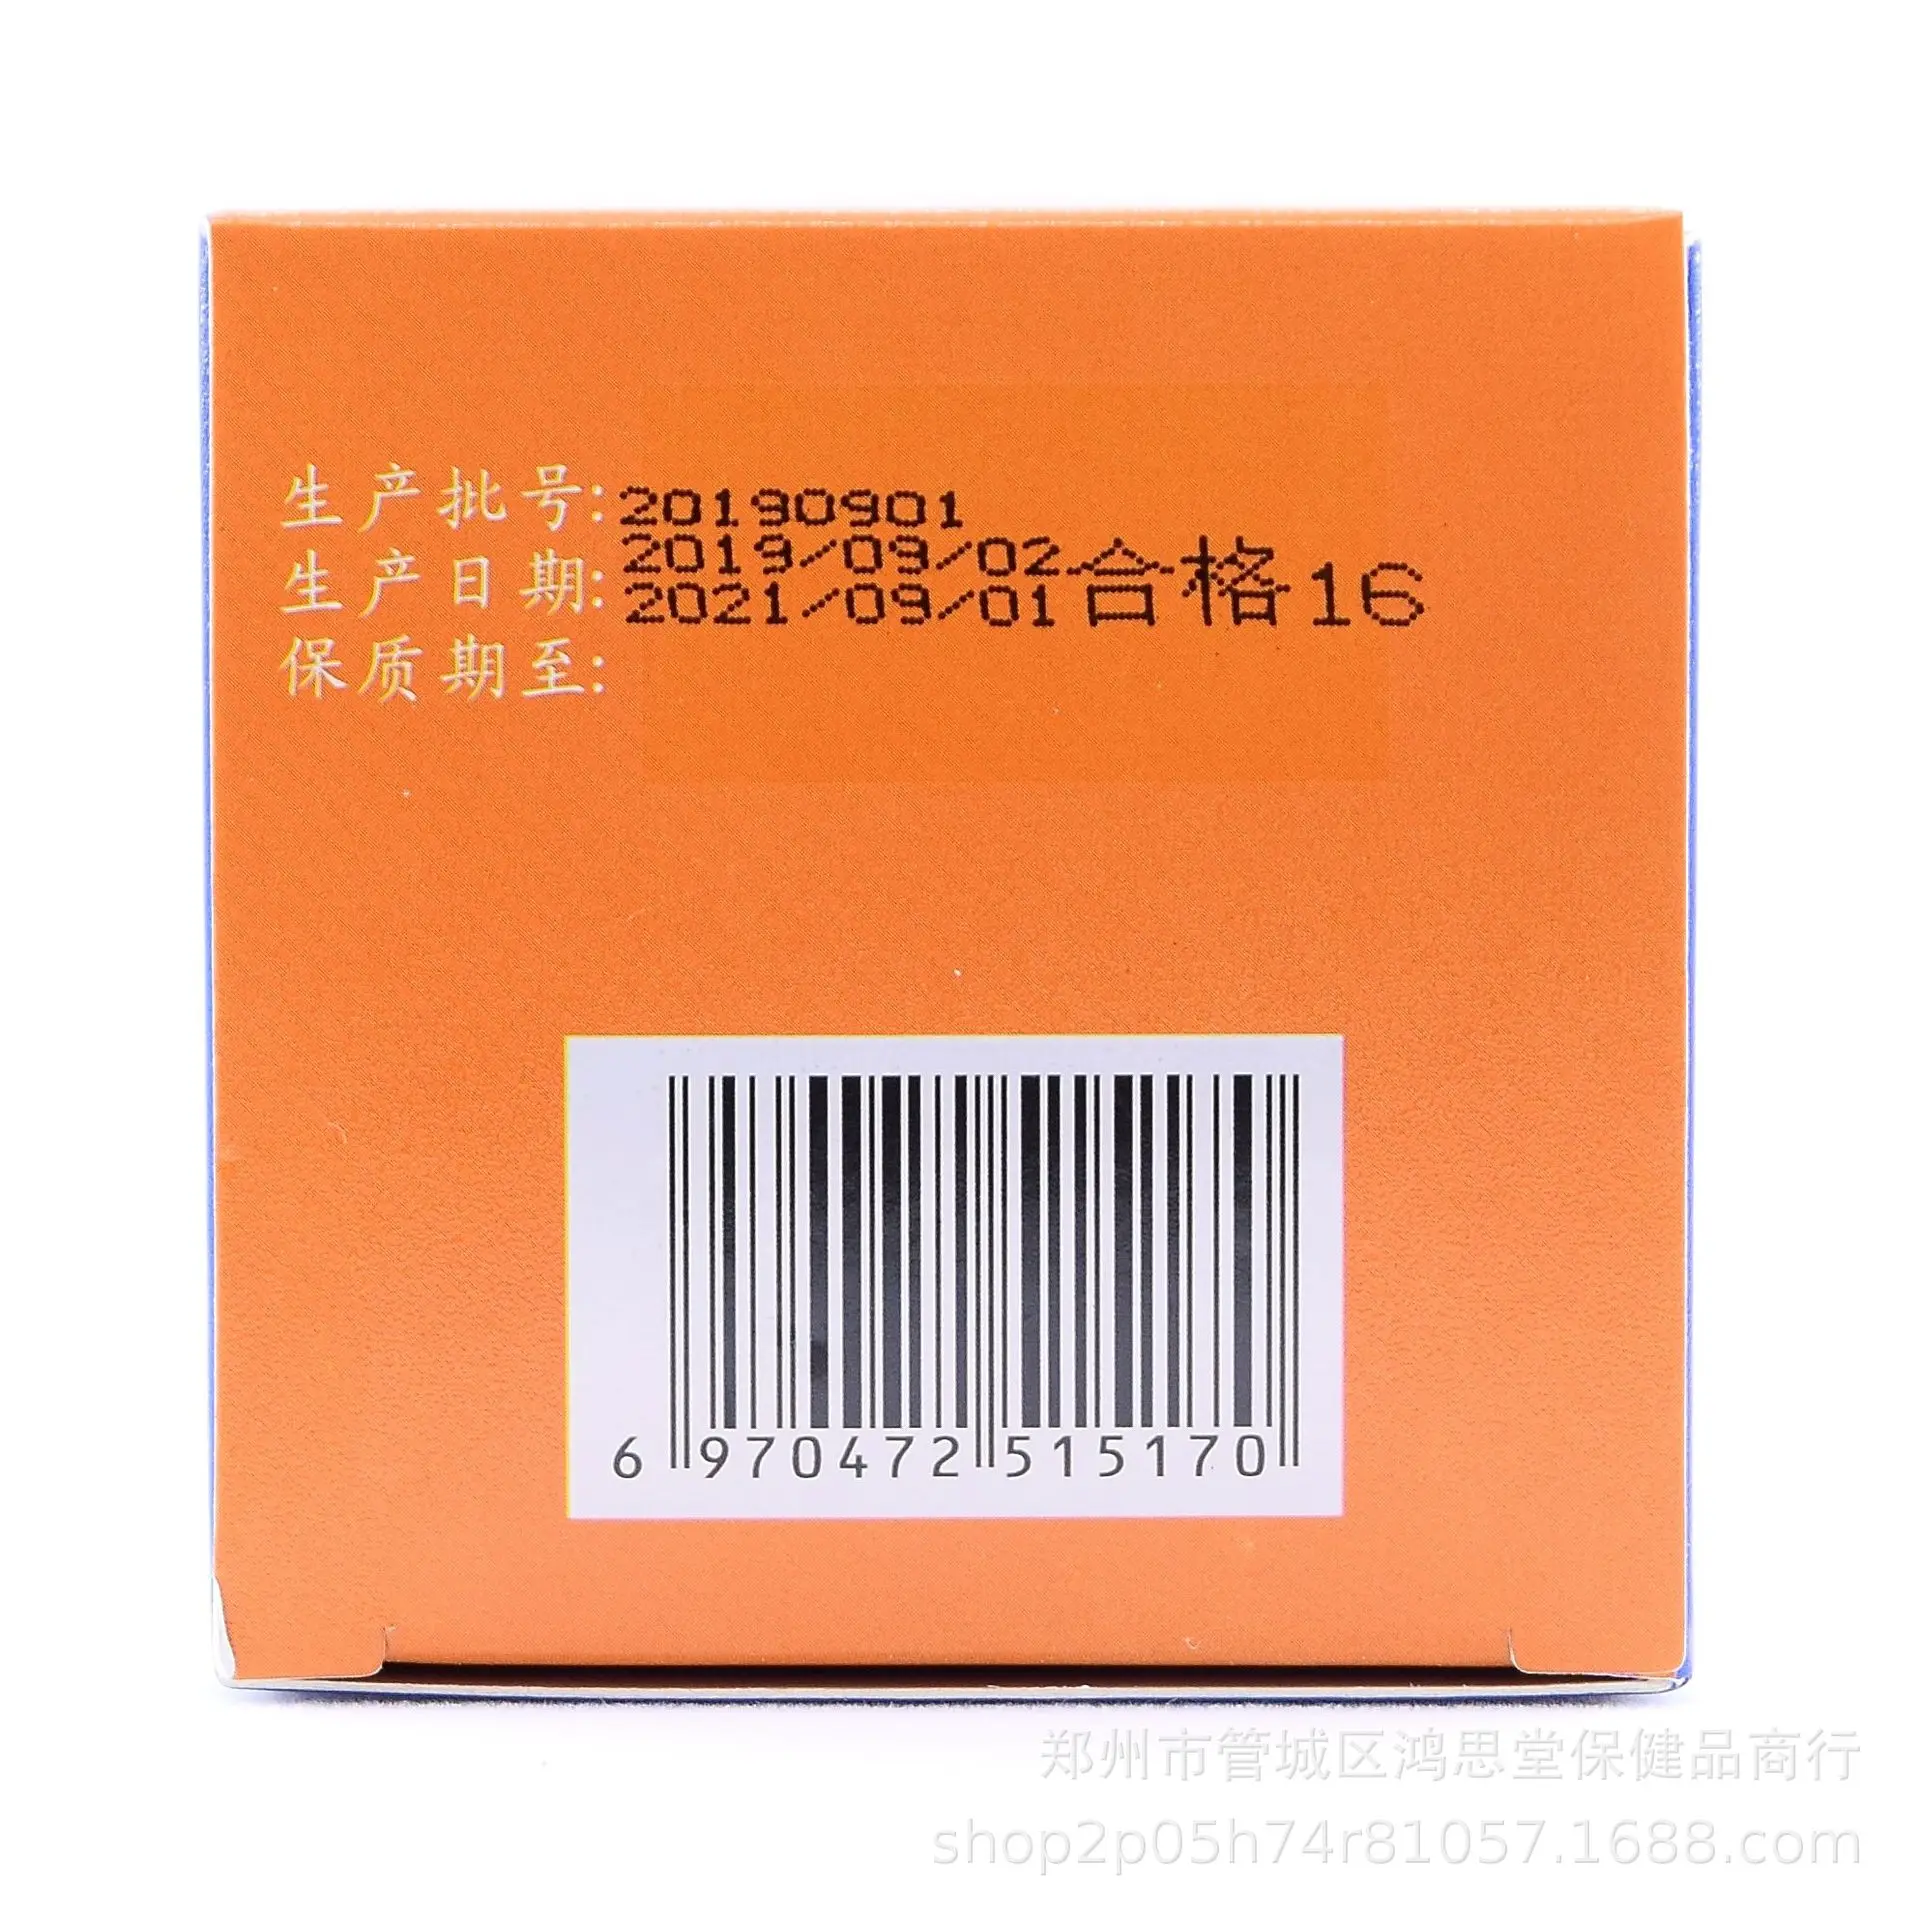 生产批号:20190901
生产日期:2019/09/02
保质期至:2021/09/01
合格16
6 970472 515170
郑州市管城区鸿思堂保健品商行
shop2p05h74r81057.1688.com